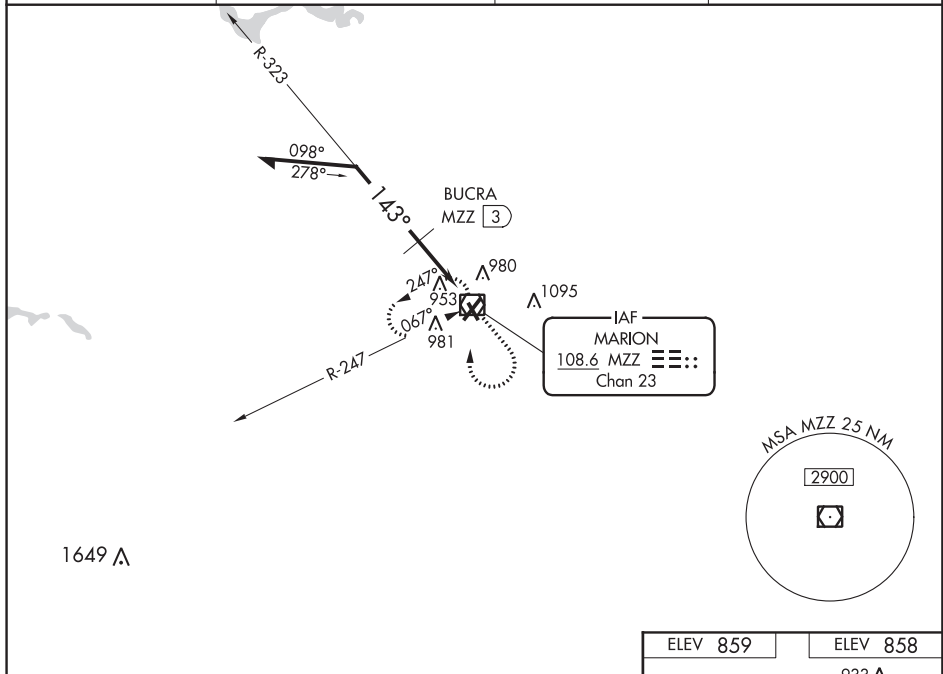 R-323
098°
278°
143°
BUCRA
MZZ 3
247°
953
980
1095
067°
981
R-247
IAF
MARION
108.6 MZZ
Chan 23
MSA MZZ 25 NM
2900
1649
ELEV 859
ELEV 858